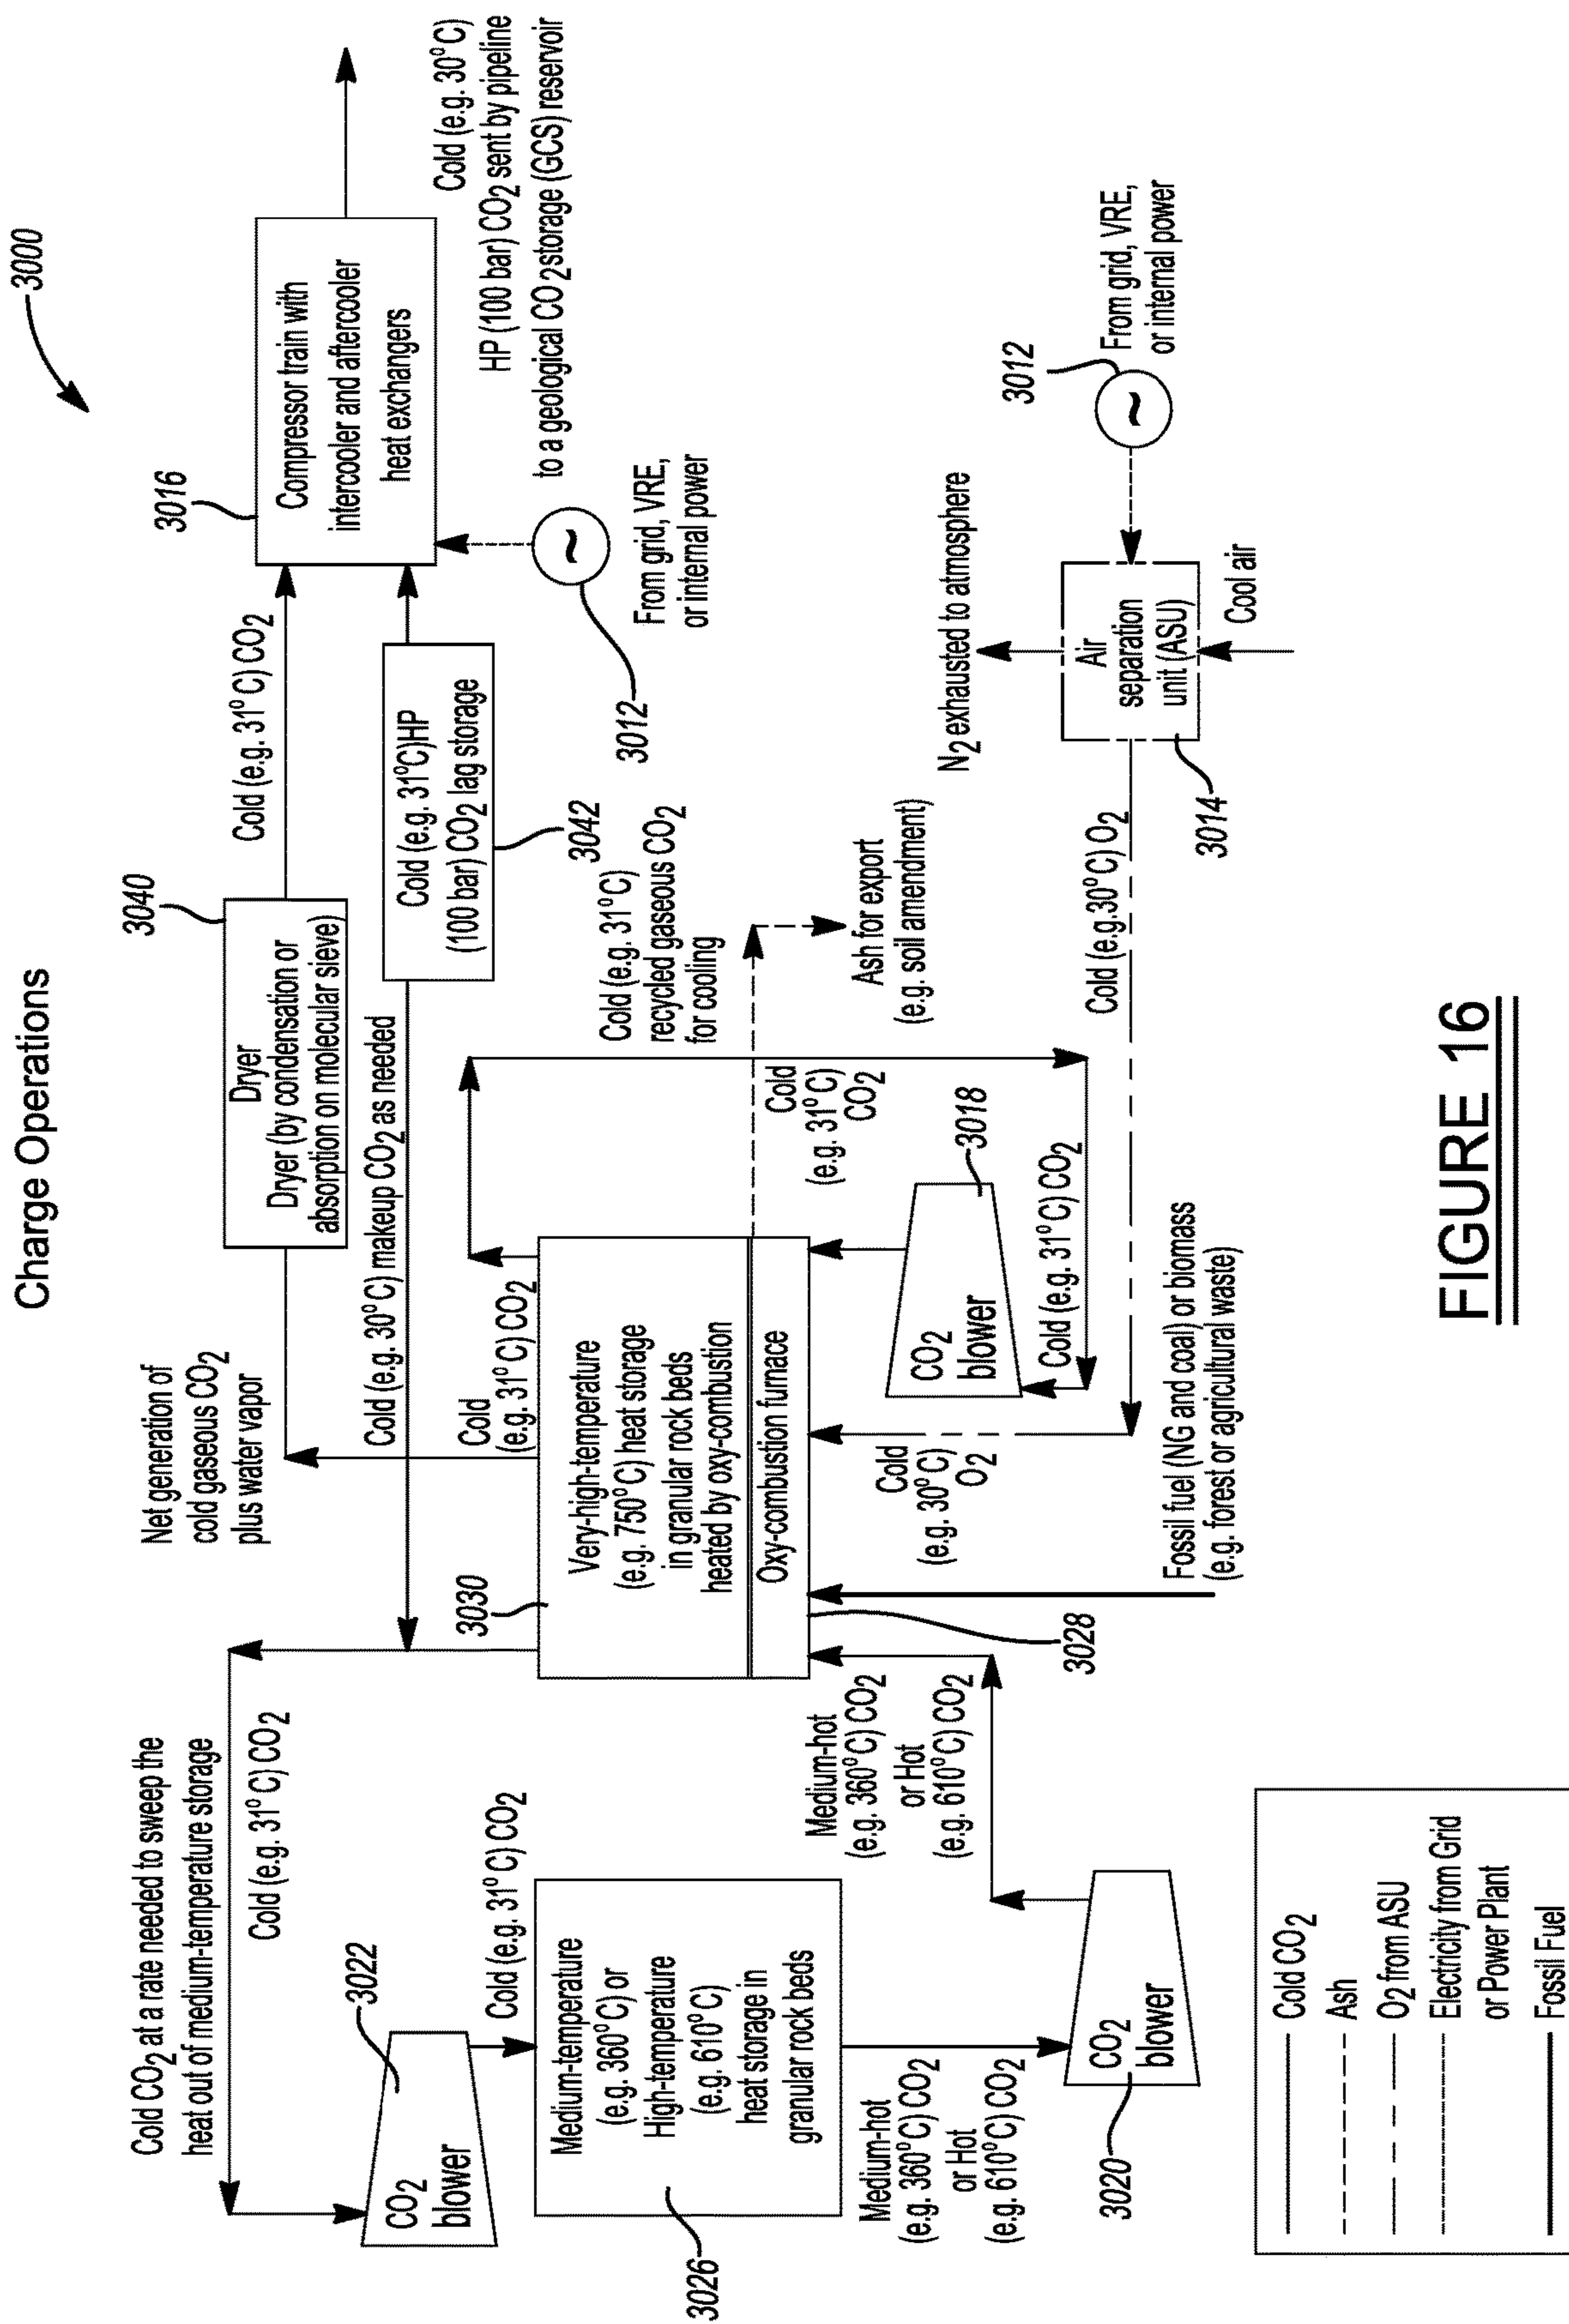 Charge Operations
3000
Cold CO2 at a rate needed to sweep the
heat out of medium-temperature storage
Cold (e.g. 31°C) CO2
3022
CO2
blower
Cold (e.g. 31°C) CO2
Medium-temperature
(e.g. 360°C) or
High-temperature
(e.g. 610°C)
heat storage in
granular rock beds
3026
Medium-hot
(e.g. 360°C) CO2
or Hot
(e.g. 610°C) CO2
CO2
blower
3020
Medium-hot
(e.g. 360°C) CO2
or Hot
(e.g. 610°C) CO2
Net generation of
cold gaseous CO2
plus water vapor
Cold (e.g. 30°C) makeup CO2 as needed
3030
Cold
(e.g. 31°C) CO2
Very-high-temperature
(e.g. 750°C) heat storage
in granular rock beds
heated by oxy-combustion
Oxy-combustion furnace
3028
Cold
(e.g. 30°C)
O2
Fossil fuel (NG and coal) or biomass
(e.g. forest or agricultural waste)
CO2
blower
3018
Cold
(e.g. 31°C)
CO2
Cold (e.g. 31°C) CO2
Dryer
Dryer (by condensation or
absorption on molecular sieve)
3040
Cold (e.g. 31°C) CO2
Cold (e.g. 31°C)HP
(100 bar) CO2 lag storage
3042
Cold (e.g. 31°C)
recycled gaseous CO2
for cooling
Ash for export
(e.g. soil amendment)
Cold (e.g.30°C) O2
3016
Compressor train with
intercooler and aftercooler
heat exchangers
Cold (e.g. 30°C)
HP (100 bar) CO2 sent by pipeline
to a geological CO2 storage (GCS) reservoir
~
3012
From grid, VRE,
or internal power
N2 exhausted to atmosphere
Air
separation
unit (ASU)
3014
Cool air
~
3012
From grid, VRE,
or internal power
Cold CO2
Ash
O2 from ASU
Electricity from Grid
or Power Plant
Fossil Fuel
FIGURE 16